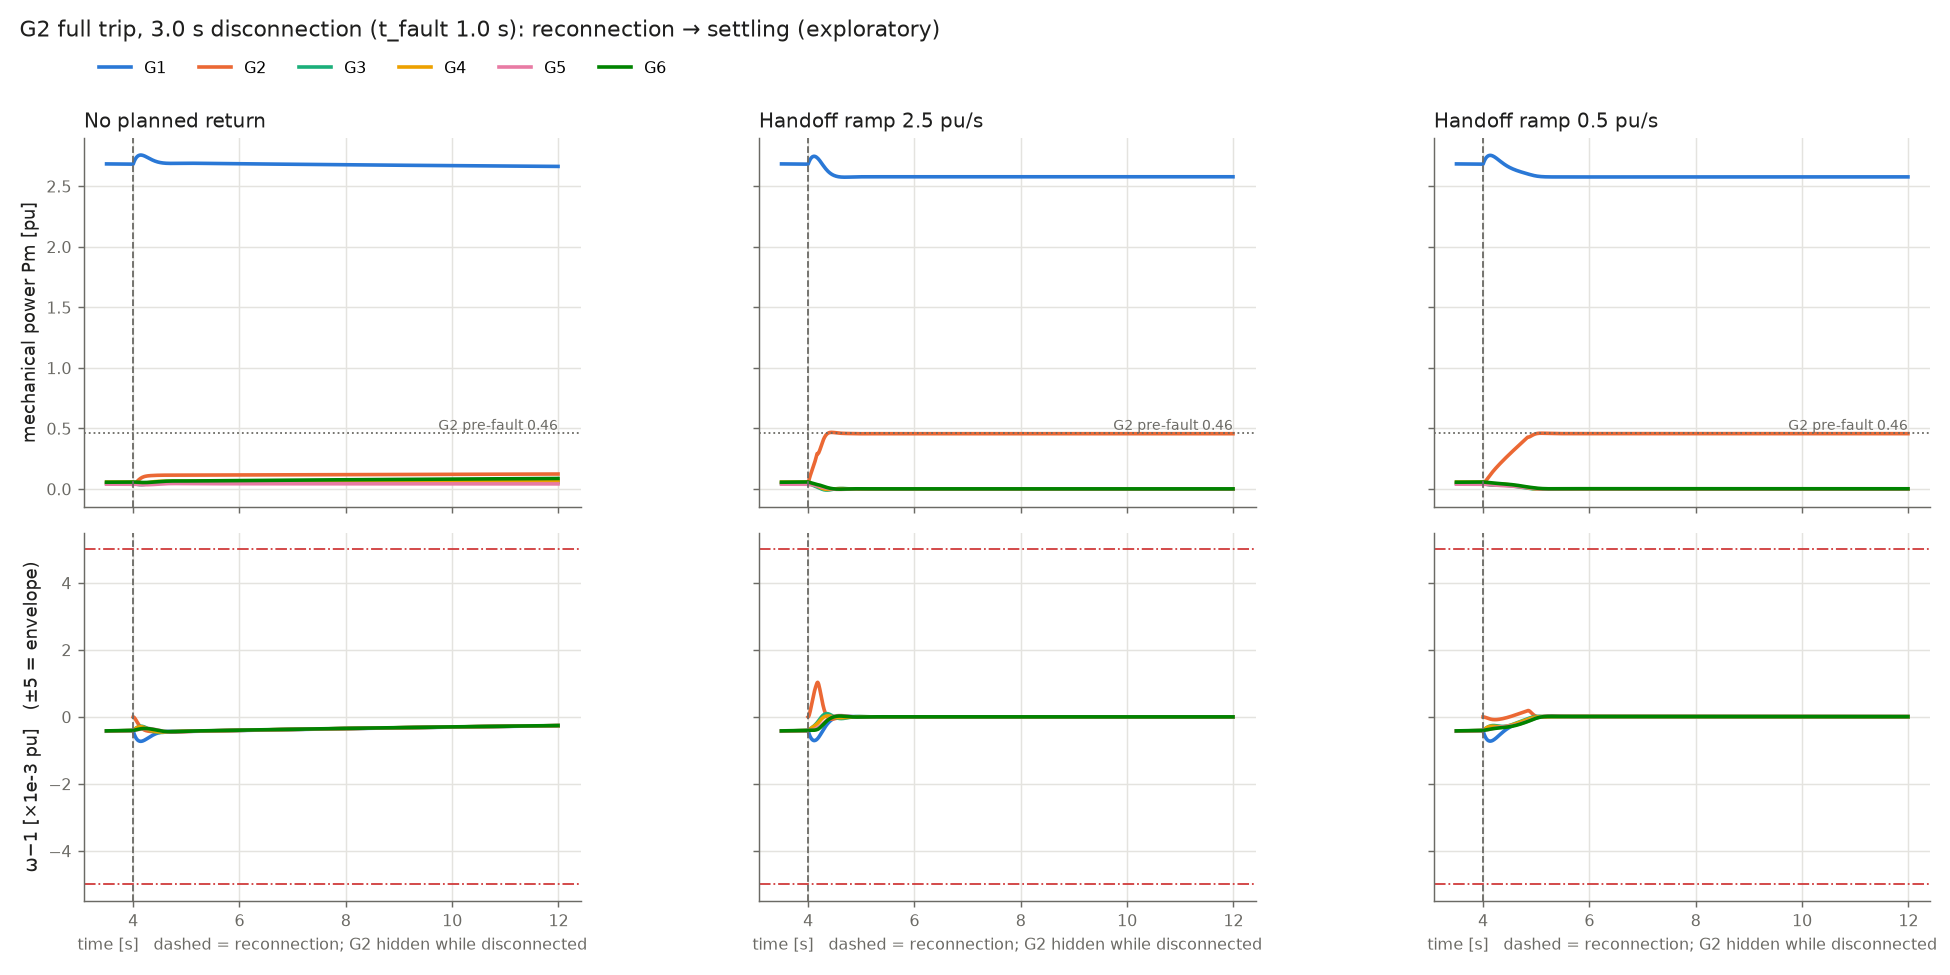 G2 full trip, 3.0 s disconnection (t_fault 1.0 s): reconnection → settling (exploratory)
G1 G2 G3 G4 G5 G6
No planned return
Handoff ramp 2.5 pu/s
Handoff ramp 0.5 pu/s
mechanical power Pm [pu]
2.5
2.0
1.5
1.0
0.5
0.0
G2 pre-fault 0.46
G2 pre-fault 0.46
G2 pre-fault 0.46
ω−1 [×1e-3 pu]   (±5 = envelope)
4
2
0
−2
−4
4 6 8 10 12
4 6 8 10 12
4 6 8 10 12
time [s]   dashed = reconnection; G2 hidden while disconnected
time [s]   dashed = reconnection; G2 hidden while disconnected
time [s]   dashed = reconnection; G2 hidden while disconnected